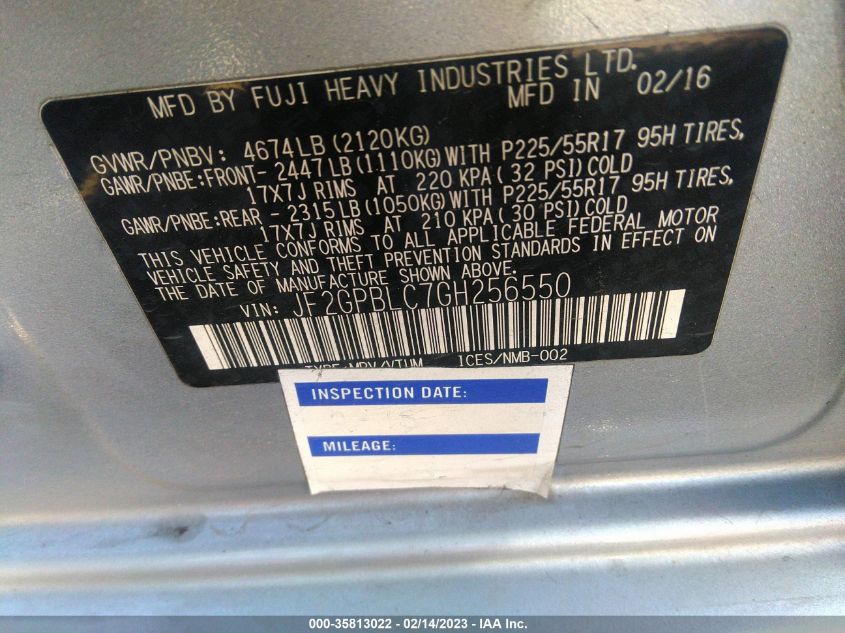 MFD BY FUJI HEAVY INDUSTRIES LTD.
MFD IN 02/16
GVWR/PNBV: 4674LB(2120KG)
GAWR/PNBE:FRONT- 2447LB(1110KG)WITH P225/55R17 95H TIRES,
17X7J RIMS AT 220 KPA(32 PSI)COLD
GAWR/PNBE:REAR - 2315LB(1050KG)WITH P225/55R17 95H TIRES,
17X7J RIMS AT 210 KPA(30 PSI)COLD
THIS VEHICLE CONFORMS TO ALL APPLICABLE FEDERAL MOTOR
VEHICLE SAFETY AND THEFT PREVENTION STANDARDS IN EFFECT ON
THE DATE OF MANUFACTURE SHOWN ABOVE.
VIN: JF2GPBLC7GH256550
TYPE:MPV/VTUM ICES/NMB-002
INSPECTION DATE:
MILEAGE:
000-35813022 - 02/14/2023 - IAA Inc.